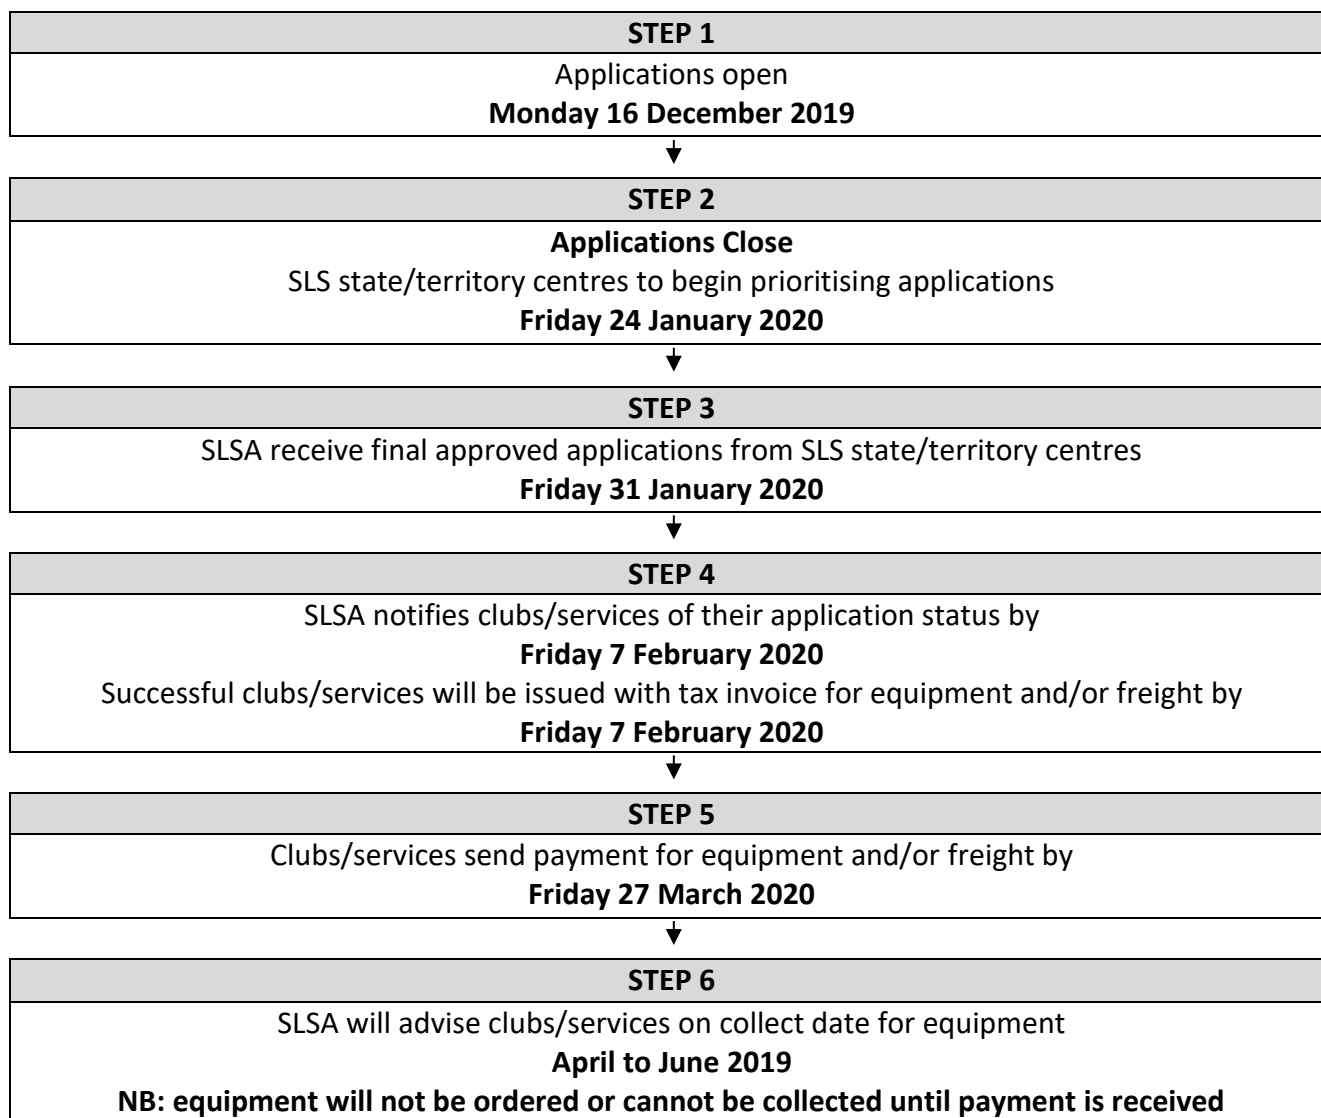 STEP 1
Applications open
Monday 16 December 2019
STEP 2
Applications Close
SLS state/territory centres to begin prioritising applications
Friday 24 January 2020
STEP 3
SLSA receive final approved applications from SLS state/territory centres
Friday 31 January 2020
STEP 4
SLSA notifies clubs/services of their application status by
Friday 7 February 2020
Successful clubs/services will be issued with tax invoice for equipment and/or freight by
Friday 7 February 2020
STEP 5
Clubs/services send payment for equipment and/or freight by
Friday 27 March 2020
STEP 6
SLSA will advise clubs/services on collect date for equipment
April to June 2019
NB: equipment will not be ordered or cannot be collected until payment is received